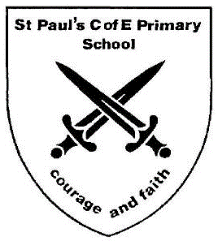 St Paul's C of E Primary
School
courage and faith